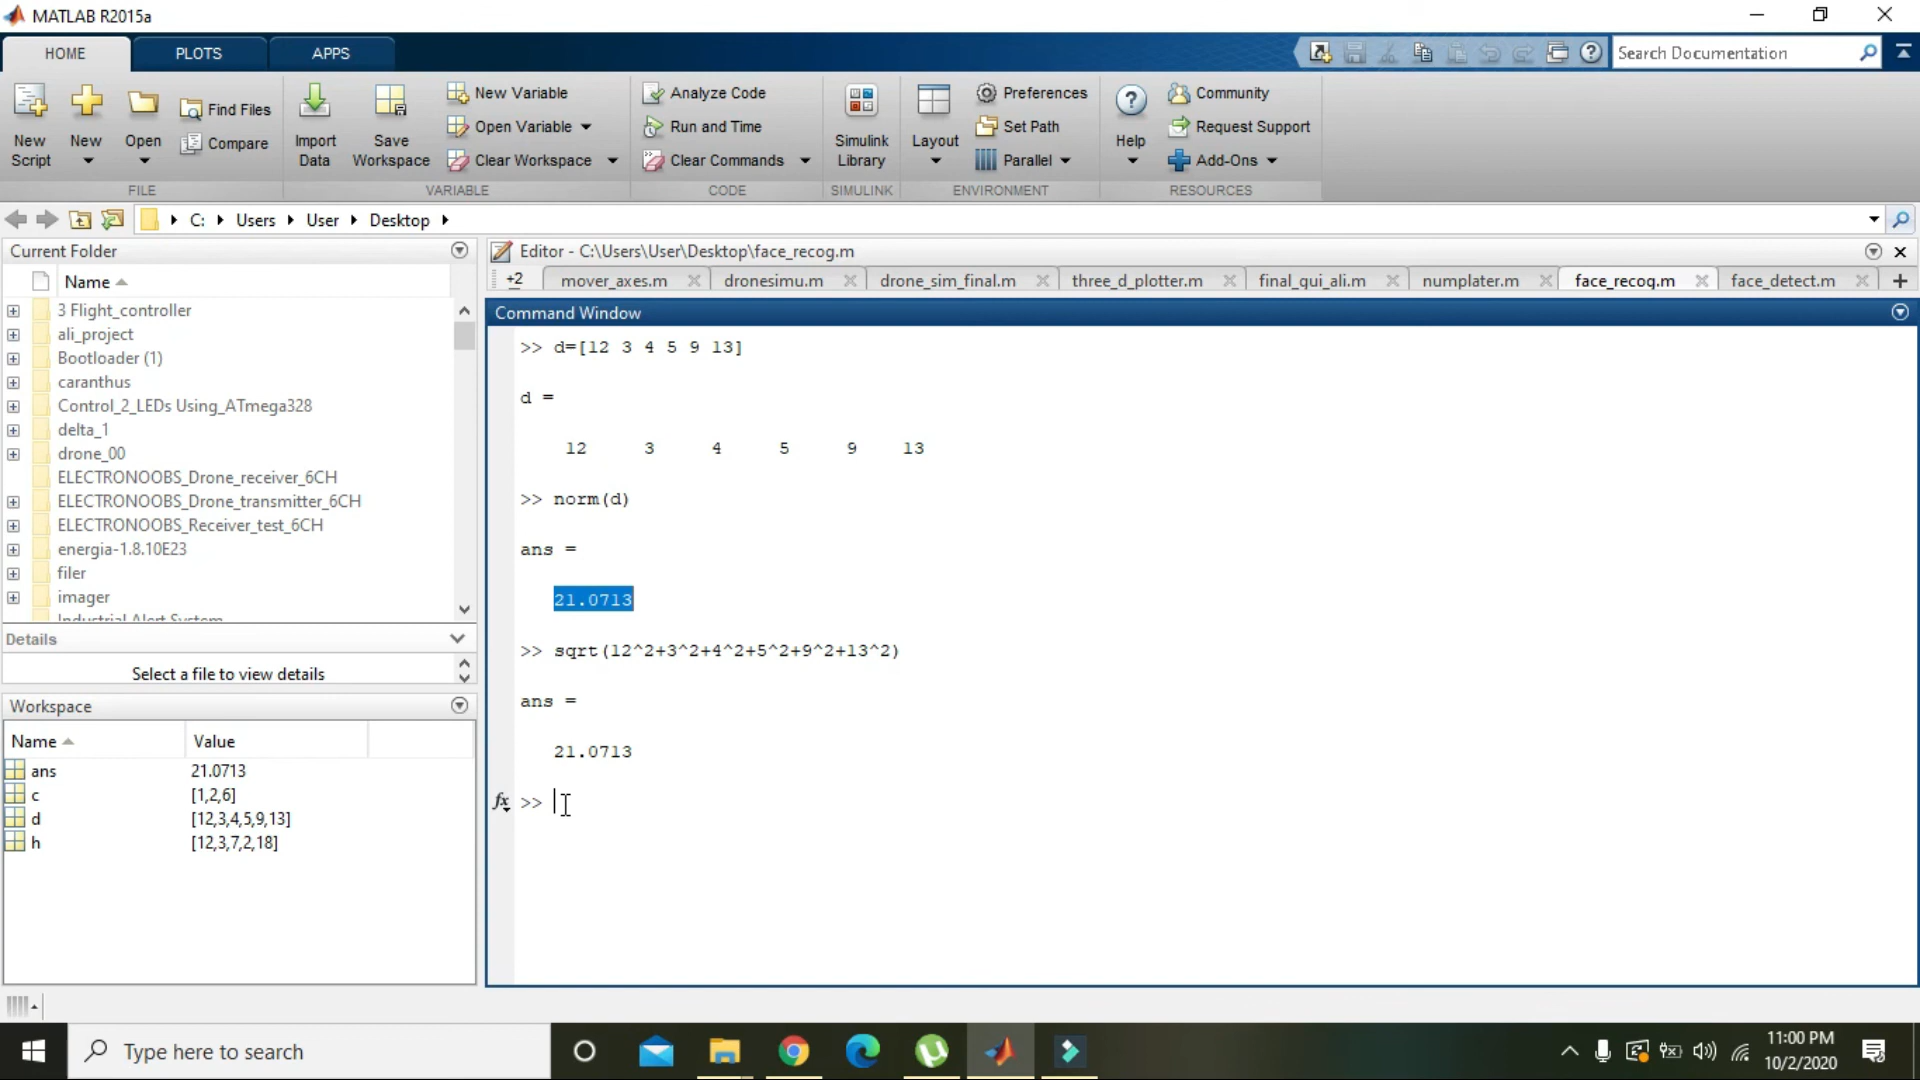 MATLAB R2015a
HOME
PLOTS
APPS
Search Documentation
New Script
New
Open
Find Files
Compare
FILE
Import Data
Save Workspace
New Variable
Open Variable
Clear Workspace
VARIABLE
Analyze Code
Run and Time
Clear Commands
CODE
Simulink Library
SIMULINK
Layout
Preferences
Set Path
Parallel
ENVIRONMENT
Help
Community
Request Support
Add-Ons
RESOURCES
C: Users User Desktop
Current Folder
Name
3 Flight_controller
ali_project
Bootloader (1)
caranthus
Control_2_LEDs Using_ATmega328
delta_1
drone_00
ELECTRONOOBS_Drone_receiver_6CH
ELECTRONOOBS_Drone_transmitter_6CH
ELECTRONOOBS_Receiver_test_6CH
energia-1.8.10E23
filer
imager
Industrial Alert System
Details
Select a file to view details
Workspace
Name Value
ans 21.0713
c [1,2,6]
d [12,3,4,5,9,13]
h [12,3,7,2,18]
Editor - C:\Users\User\Desktop\face_recog.m
+2 mover_axes.m dronesimu.m drone_sim_final.m three_d_plotter.m final_gui_ali.m numplater.m face_recog.m face_detect.m
Command Window
>> d=[12 3 4 5 9 13]
d =
12 3 4 5 9 13
>> norm(d)
ans =
21.0713
>> sqrt(12^2+3^2+4^2+5^2+9^2+13^2)
ans =
21.0713
fx >>
Type here to search
11:00 PM
10/2/2020